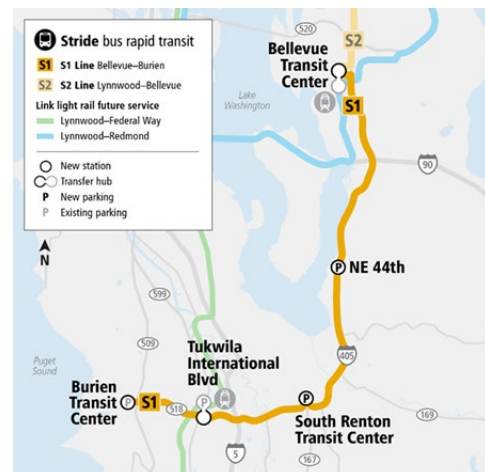 Stride bus rapid transit
S1 S1 Line Bellevue–Burien
S2 S2 Line Lynnwood–Bellevue
Link light rail future service
Lynnwood–Federal Way
Lynnwood–Redmond
New station
Transfer hub
P New parking
P Existing parking
N
520
S2
Bellevue
Transit
Center
Lake
Washington
S1
90
P NE 44th
599
509
405
Puget
Sound
Tukwila
International
Blvd
Burien
Transit
Center
P S1
518
P
P
South Renton
Transit Center
169
5
167